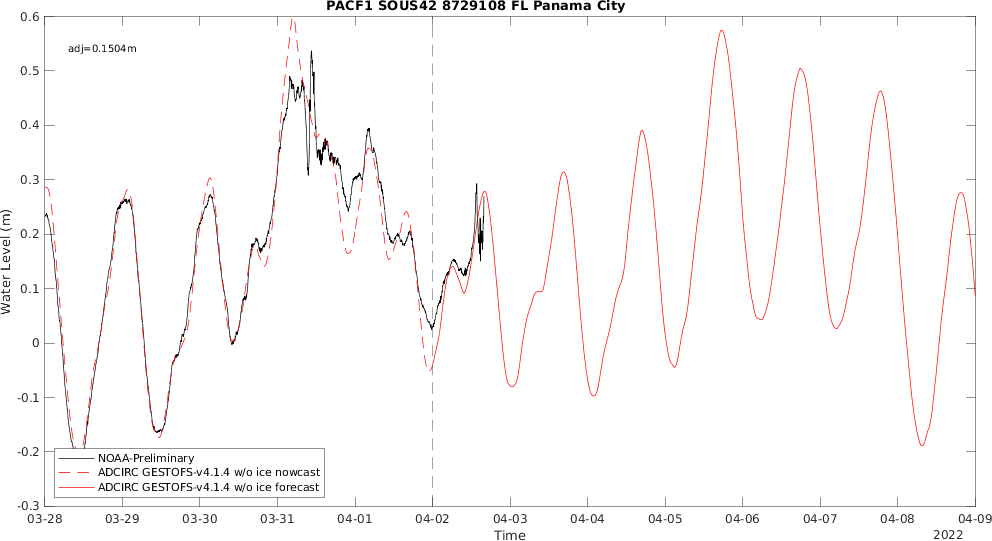 PACF1 SOUS42 8729108 FL Panama City
adj=0.1504m
0.6
0.5
0.4
0.3
0.2
0.1
0
-0.1
-0.2
-0.3
Water Level (m)
NOAA-Preliminary
ADCIRC GESTOFS-v4.1.4 w/o ice nowcast
ADCIRC GESTOFS-v4.1.4 w/o ice forecast
03-28 03-29 03-30 03-31 04-01 04-02 04-03 04-04 04-05 04-06 04-07 04-08 04-09
Time
2022